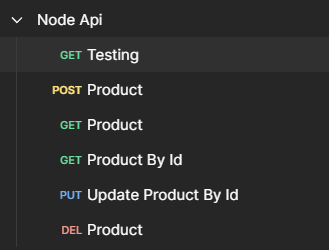 Node Api
GET Testing
POST Product
GET Product
GET Product By Id
PUT Update Product By Id
DEL Product